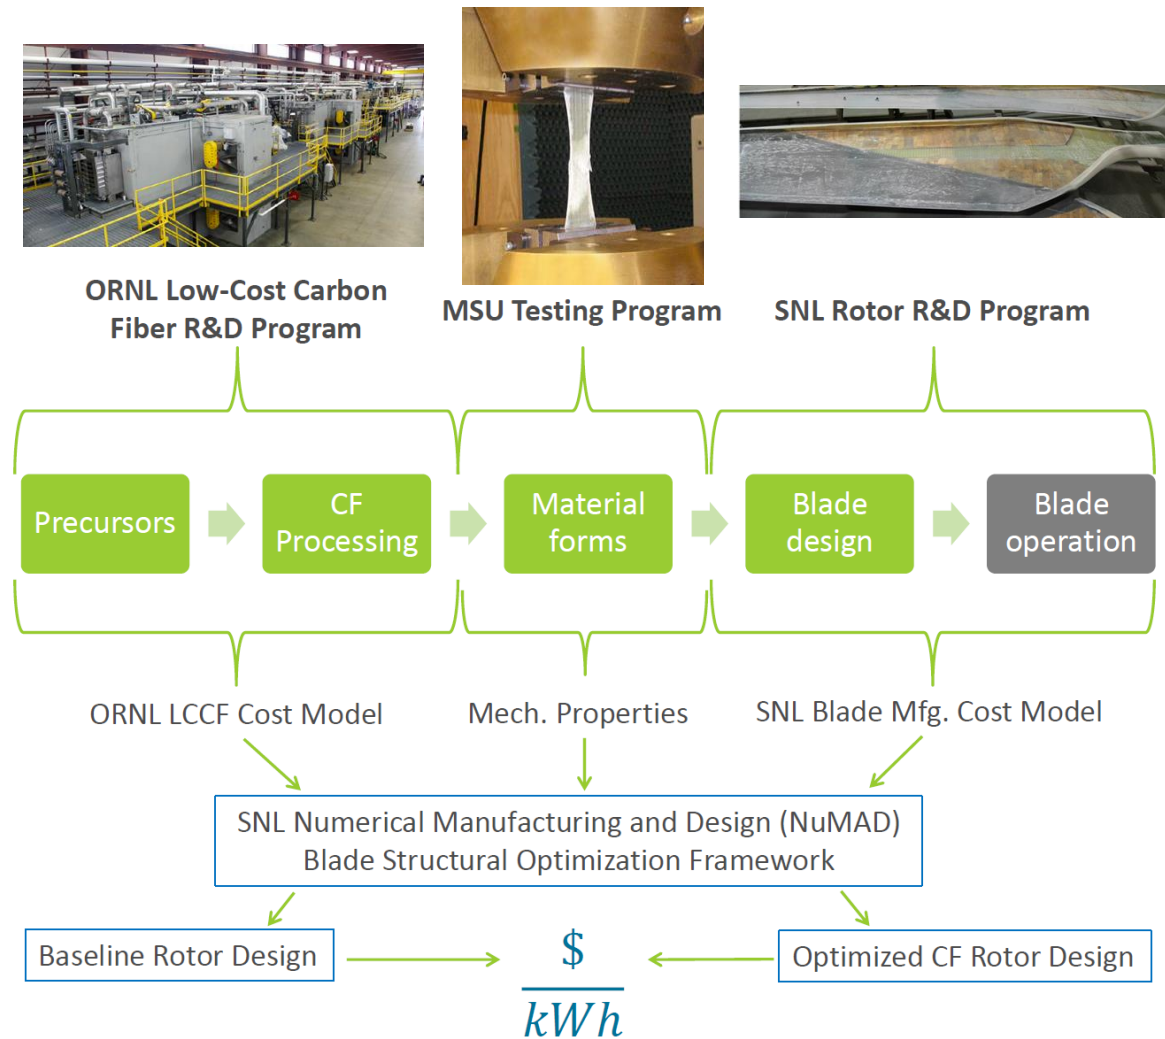 ORNL Low-Cost Carbon
Fiber R&D Program
MSU Testing Program
SNL Rotor R&D Program
Precursors
CF
Processing
Material
forms
Blade
design
Blade
operation
ORNL LCCF Cost Model
Mech. Properties
SNL Blade Mfg. Cost Model
SNL Numerical Manufacturing and Design (NuMAD)
Blade Structural Optimization Framework
Baseline Rotor Design
$
kWh
Optimized CF Rotor Design